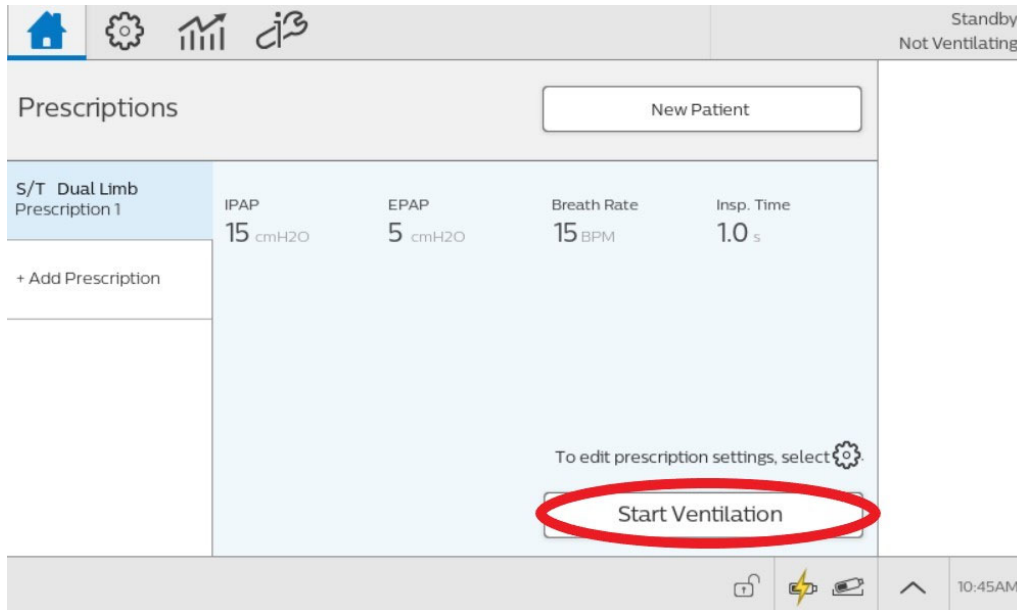 Standby
Not Ventilating
Prescriptions
New Patient
S/T Dual Limb
Prescription 1
+ Add Prescription
IPAP
15 cmH2O
EPAP
5 cmH2O
Breath Rate
15 BPM
Insp. Time
1.0 s
To edit prescription settings, select
Start Ventilation
10:45AM